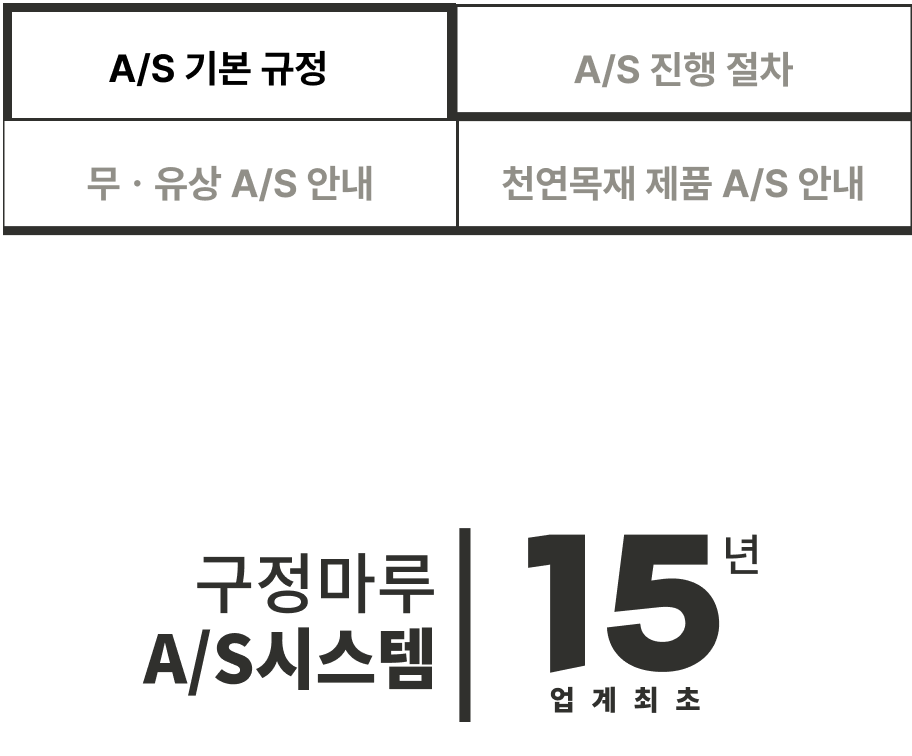 A/S 기본 규정
A/S 진행 절차
무 · 유상 A/S 안내
천연목재 제품 A/S 안내
구정마루
A/S시스템
15년
업계최초